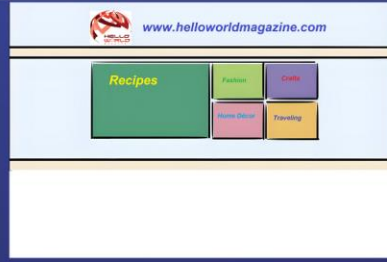 www.helloworldmagazine.com
HELLO
WORLD
Recipes
Fashion
Crafts
Home Décor
Traveling